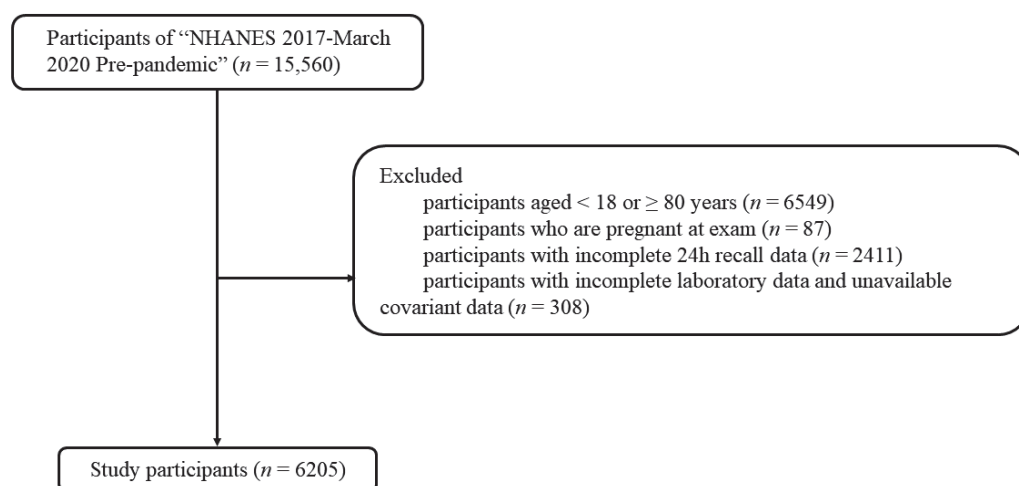 Participants of “NHANES 2017-March
2020 Pre-pandemic” (n = 15,560)
Excluded
participants aged < 18 or ≥ 80 years (n = 6549)
participants who are pregnant at exam (n = 87)
participants with incomplete 24h recall data (n = 2411)
participants with incomplete laboratory data and unavailable
covariant data (n = 308)
Study participants (n = 6205)